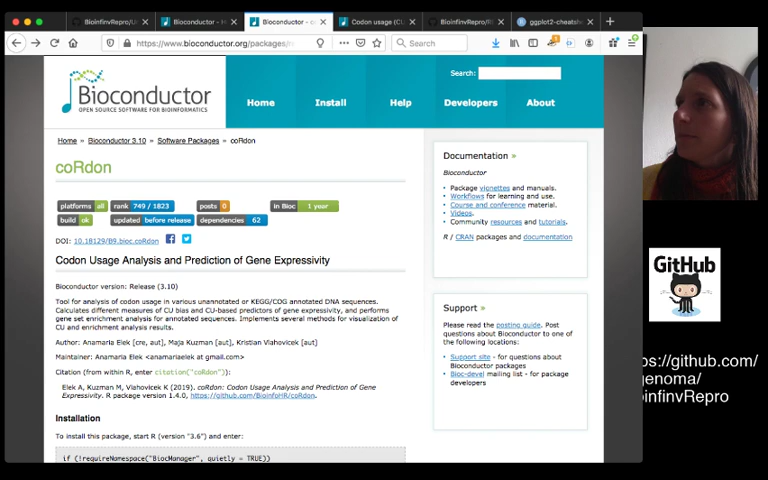 BioinfinvRepro/U
Bioconductor - H
Bioconductor - c
Codon usage (CU
BioinfinvRepro/R
ggplot2-cheatsh
https://www.bioconductor.org/packages/r
Search
Bioconductor
OPEN SOURCE SOFTWARE FOR BIOINFORMATICS
Search:
Home
Install
Help
Developers
About
Home » Bioconductor 3.10 » Software Packages » coRdon
coRdon
platforms all
rank 749 / 1823
posts 0
in Bioc 1 year
build ok
updated before release
dependencies 62
DOI: 10.18129/B9.bioc.coRdon
Codon Usage Analysis and Prediction of Gene Expressivity
Bioconductor version: Release (3.10)
Tool for analysis of codon usage in various unannotated or KEGG/COG annotated DNA sequences.
Calculates different measures of CU bias and CU-based predictors of gene expressivity, and performs
gene set enrichment analysis for annotated sequences. Implements several methods for visualization of
CU and enrichment analysis results.
Author: Anamaria Elek [cre, aut], Maja Kuzman [aut], Kristian Vlahovicek [aut]
Maintainer: Anamaria Elek <anamariaelek at gmail.com>
Citation (from within R, enter citation("coRdon")):
Elek A, Kuzman M, Vlahovicek K (2019). coRdon: Codon Usage Analysis and Prediction of Gene
Expressivity. R package version 1.4.0, https://github.com/BioinfoHR/coRdon.
Installation
To install this package, start R (version "3.6") and enter:
if (!requireNamespace("BiocManager", quietly = TRUE))
Documentation »
Bioconductor
Package vignettes and manuals.
Workflows for learning and use.
Course and conference material.
Videos.
Community resources and tutorials.
R / CRAN packages and documentation
Support »
Please read the posting guide. Post
questions about Bioconductor to one of
the following locations:
Support site - for questions about
Bioconductor packages
Bioc-devel mailing list - for package
developers
GitHub
ps://github.com/
genoma/
oinfinvRepro